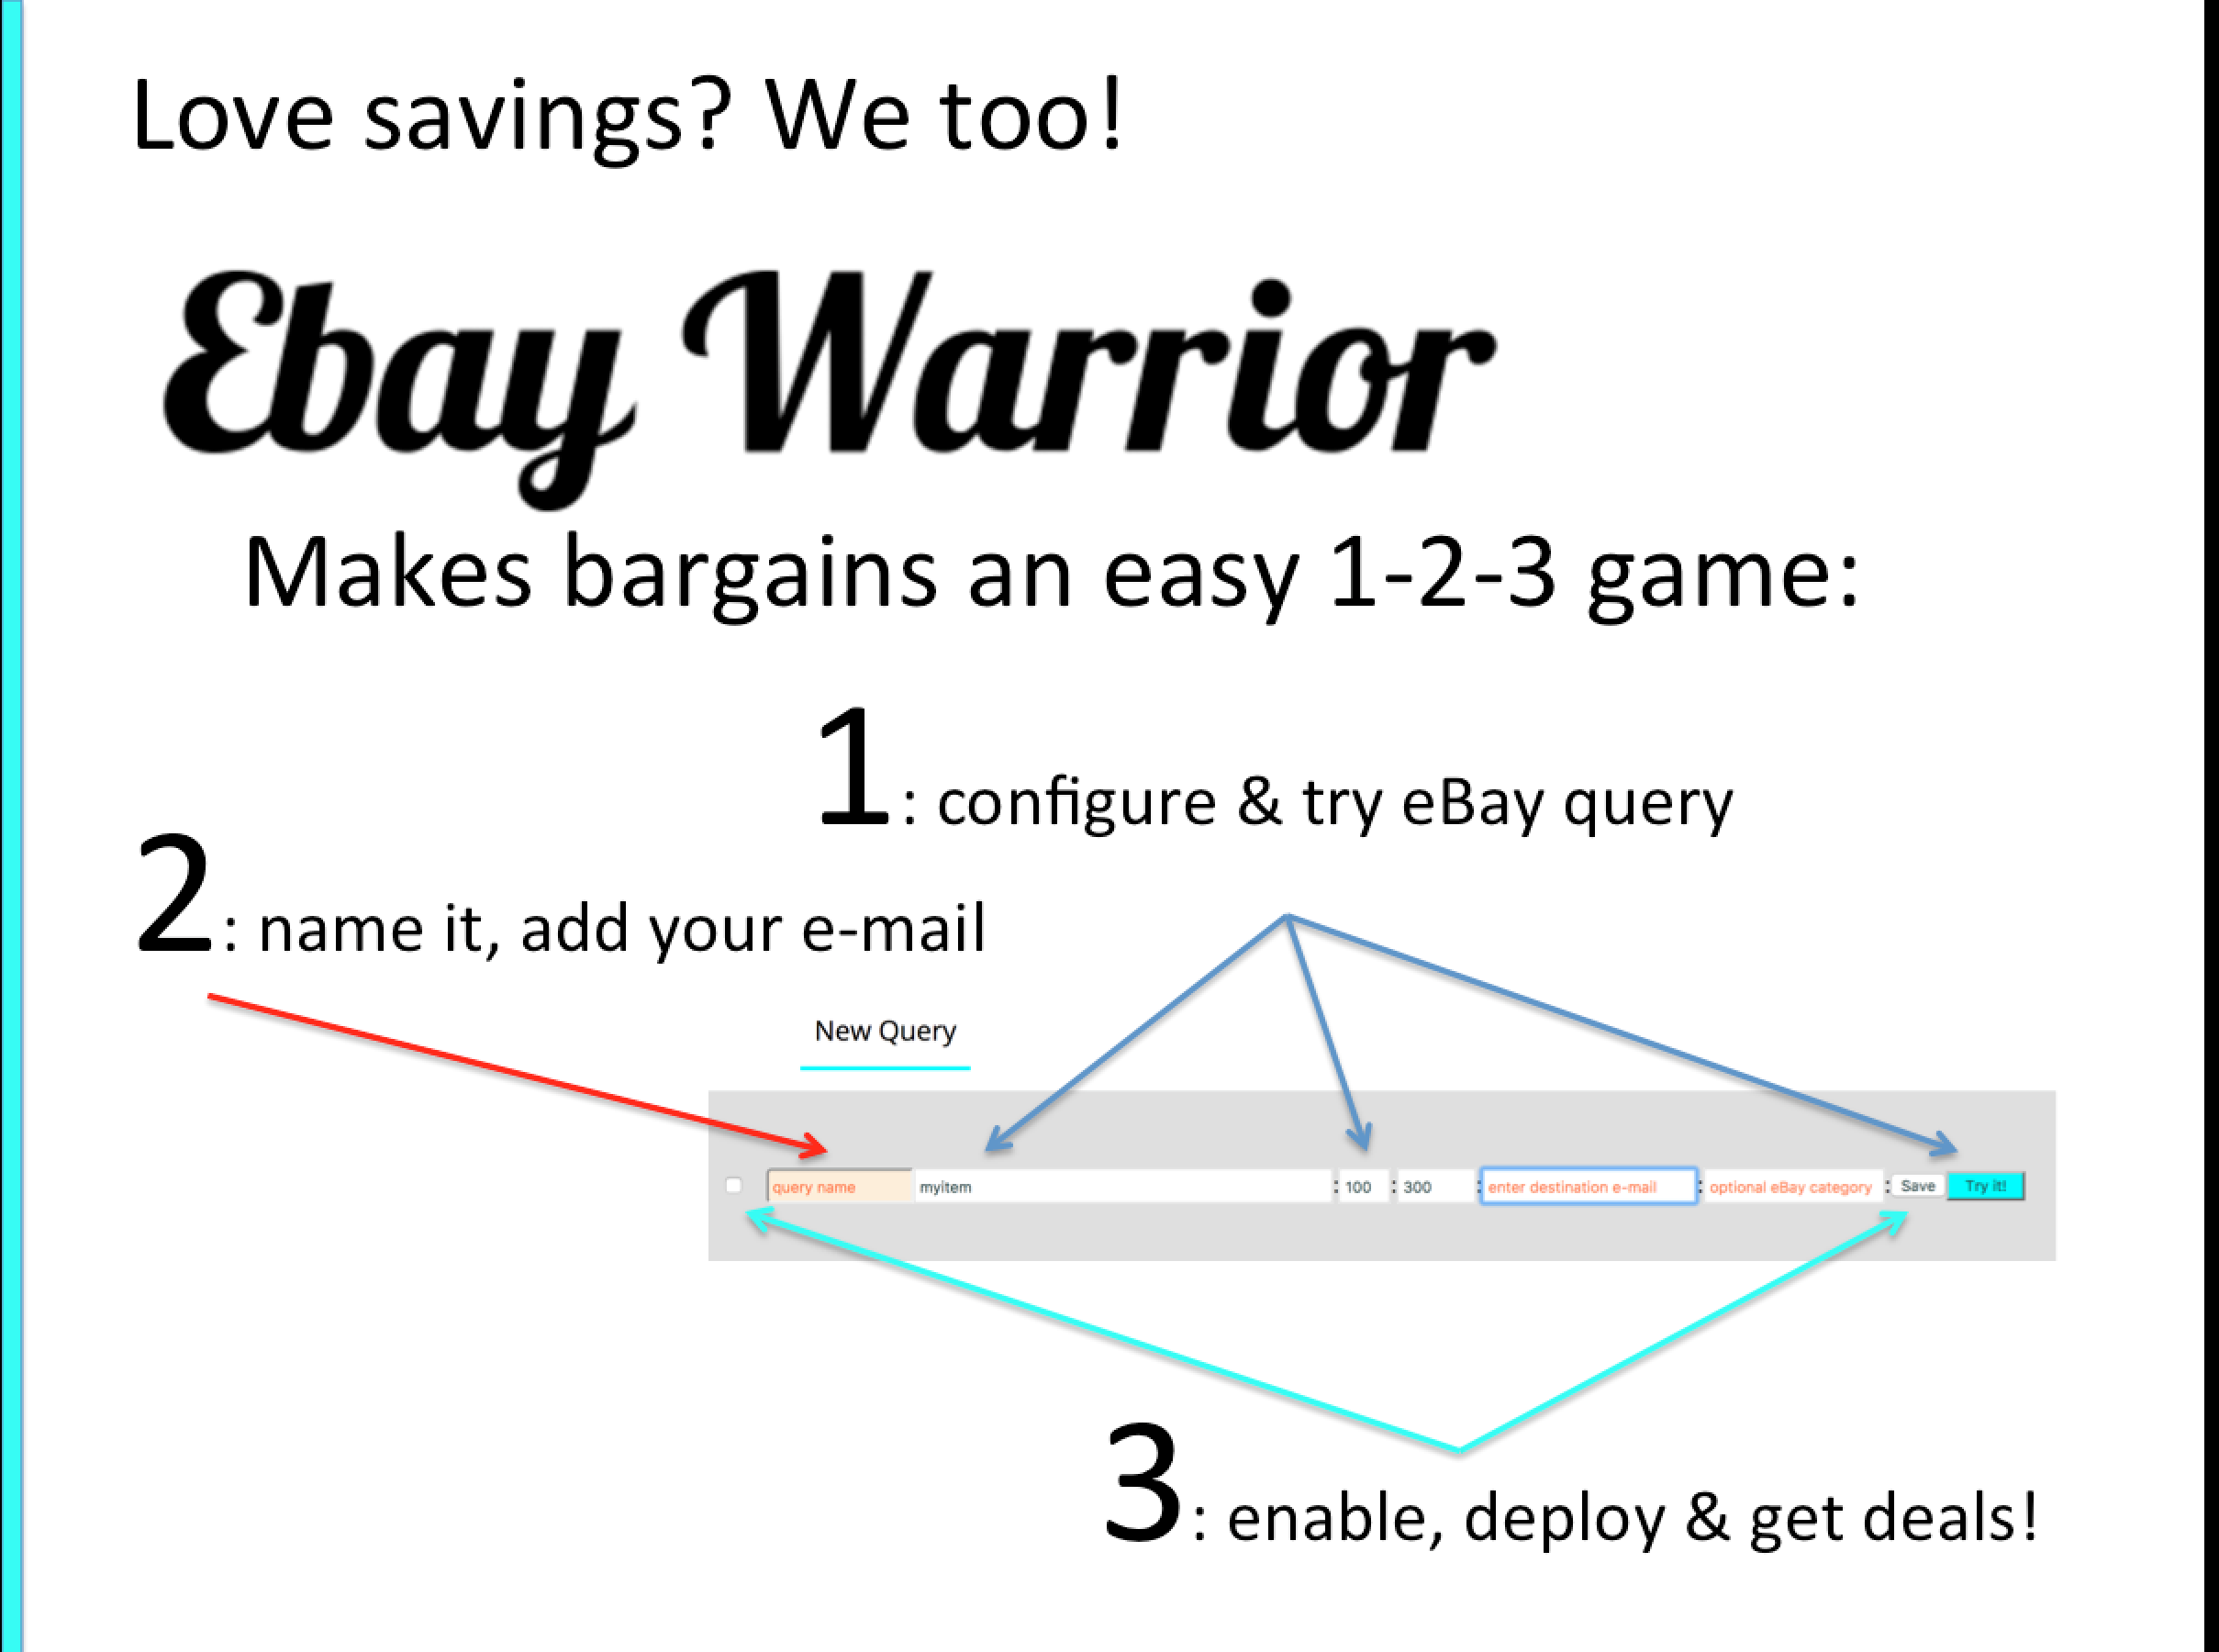 Love savings? We too!
Ebay Warrior
Makes bargains an easy 1-2-3 game:
1: configure & try eBay query
2: name it, add your e-mail
New Query
query name myitem : 100 : 300 : enter destination e-mail : optional eBay category : Save Try it!
3: enable, deploy & get deals!